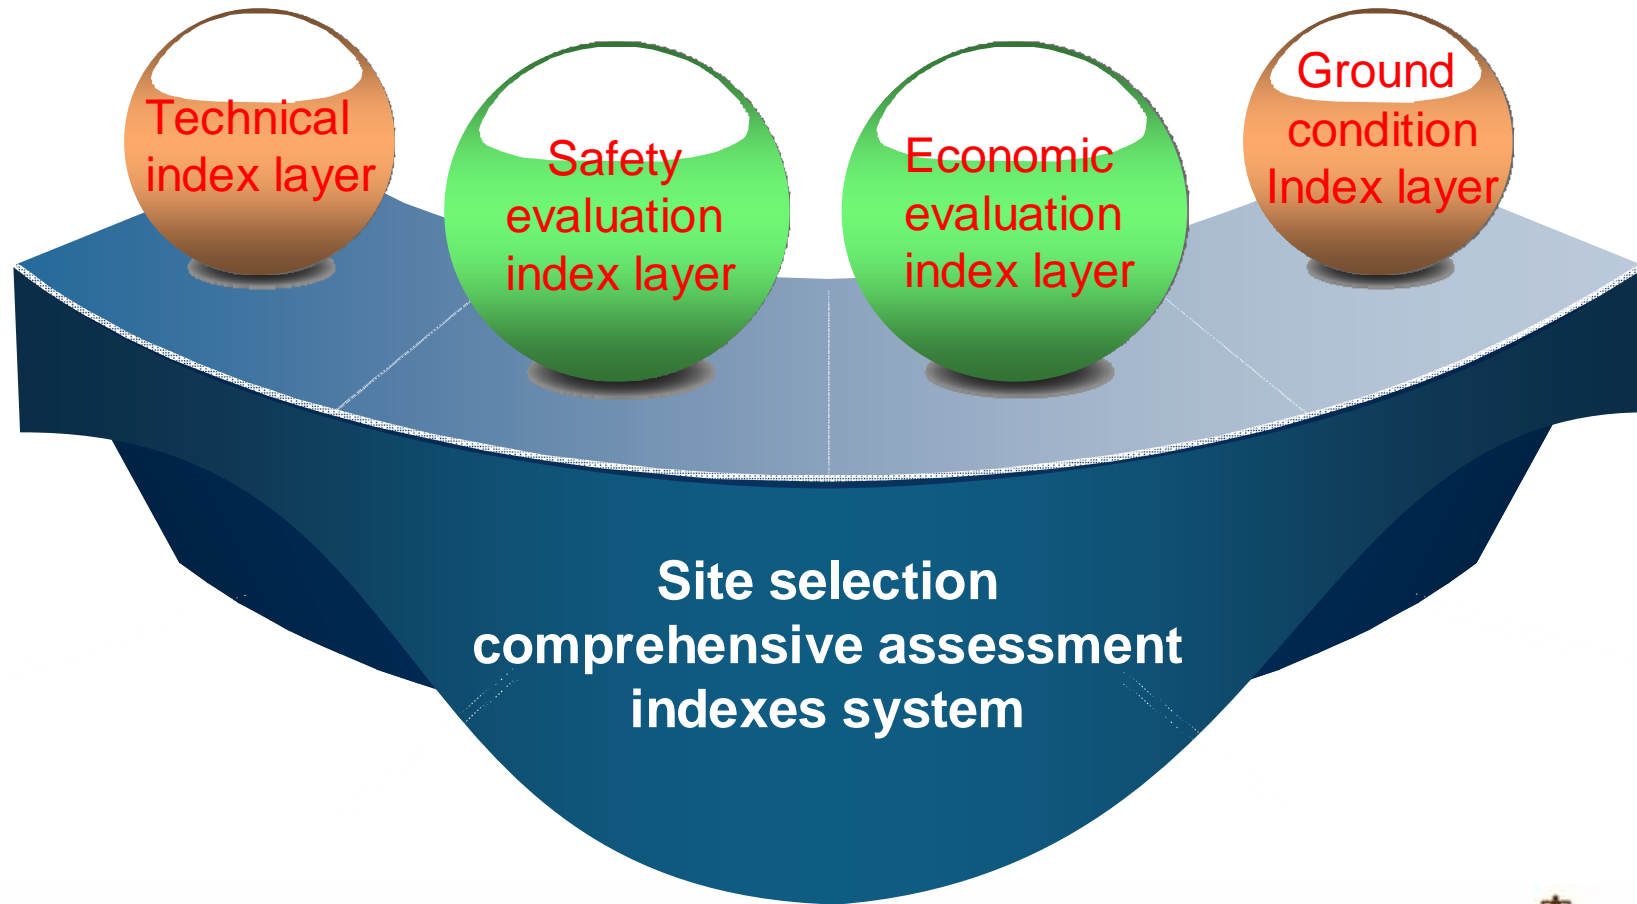 Technical
index layer
Safety
evaluation
index layer
Economic
evaluation
index layer
Ground
condition
Index layer
Site selection
comprehensive assessment
indexes system